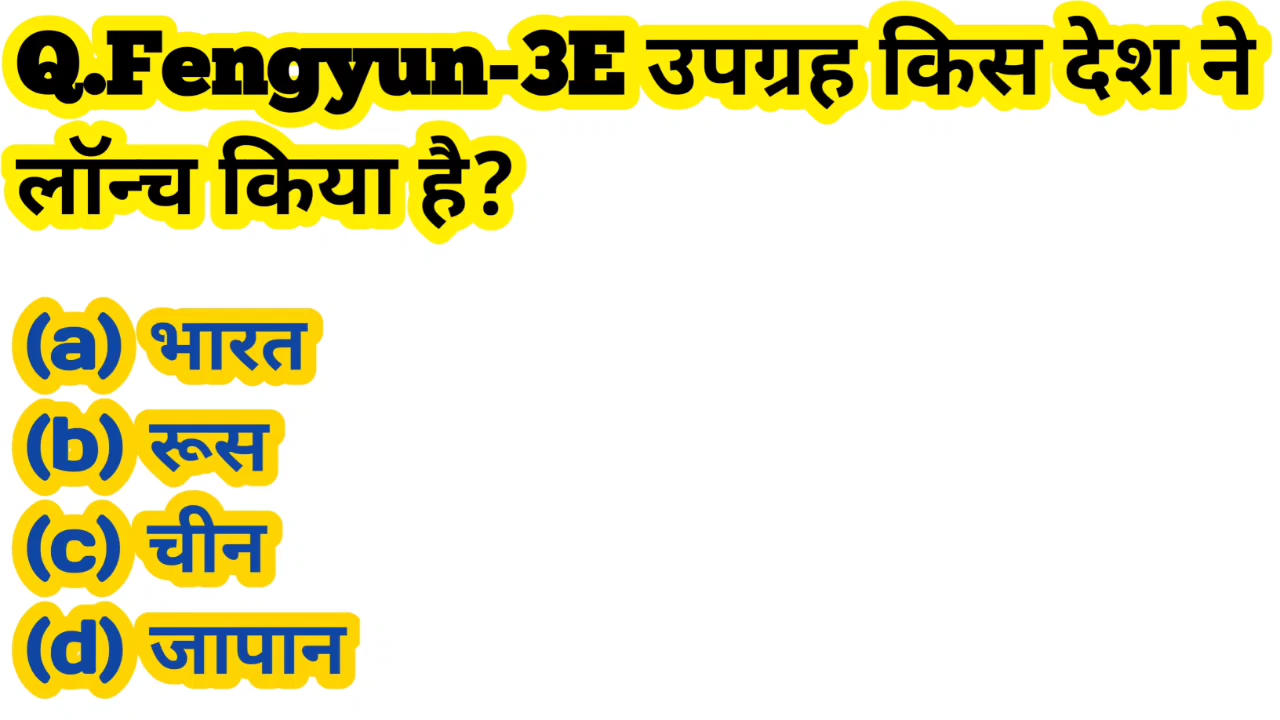 Q.Fengyun-3E उपग्रह किस देश ने
लॉन्च किया है?
(a) भारत
(b) रूस
(c) चीन
(d) जापान